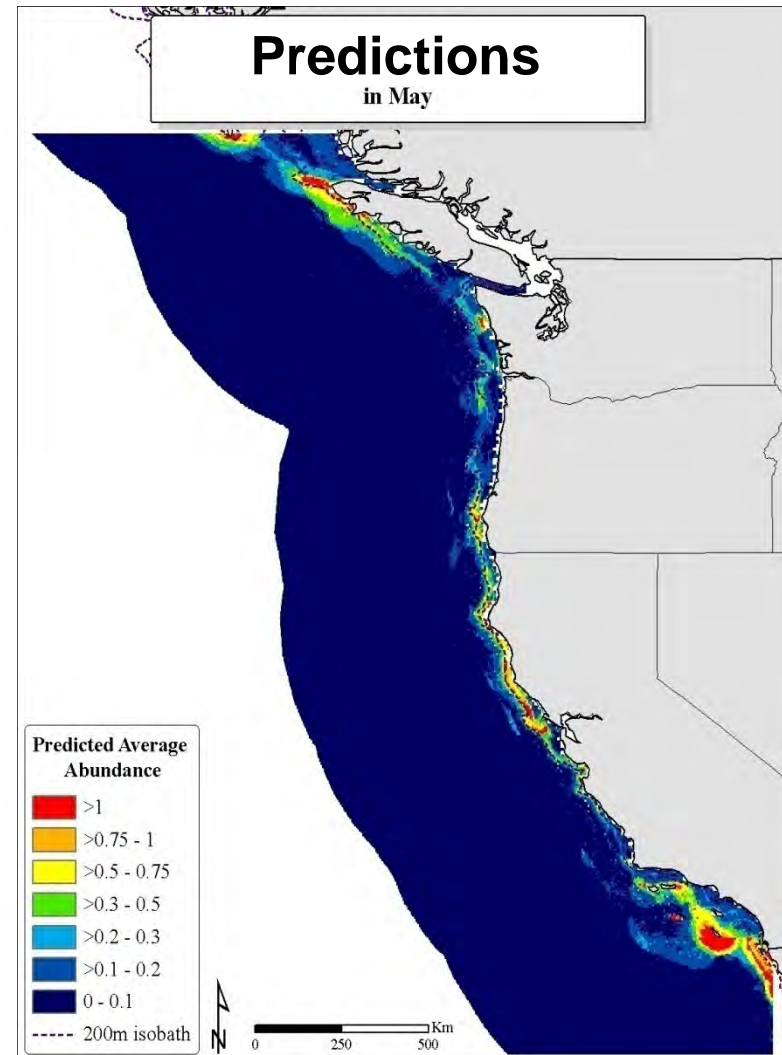 Predictions
in May
Predicted Average
Abundance
>1
>0.75 - 1
>0.5 - 0.75
>0.3 - 0.5
>0.2 - 0.3
>0.1 - 0.2
0 - 0.1
200m isobath
N
Km
0 250 500